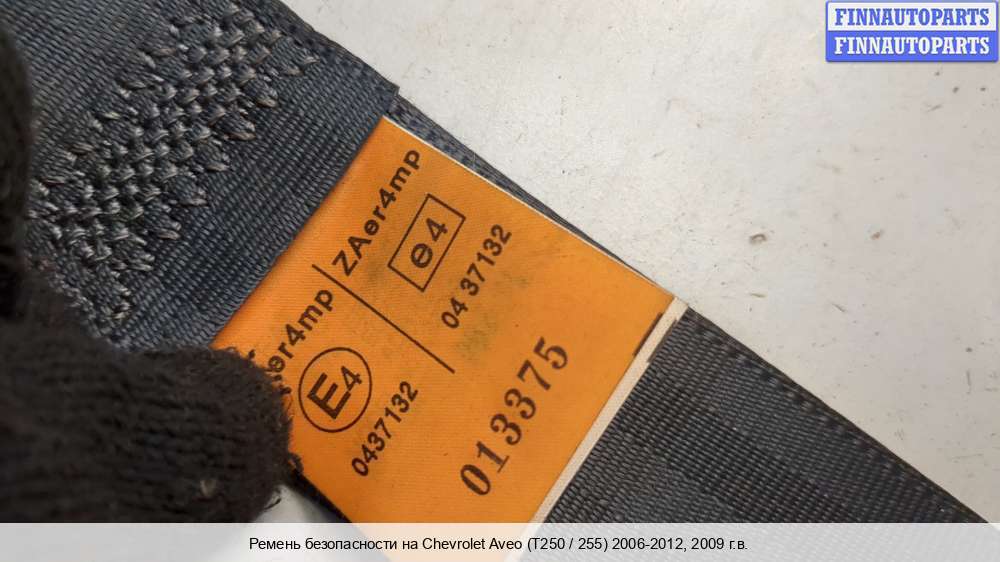 FINNAUTOPARTS
FINNAUTOPARTS
er4mp
E4
0437132
ZAer4mp
e4
04 37132
013375
Ремень безопасности на Chevrolet Aveo (T250 / 255) 2006-2012, 2009 г.в.